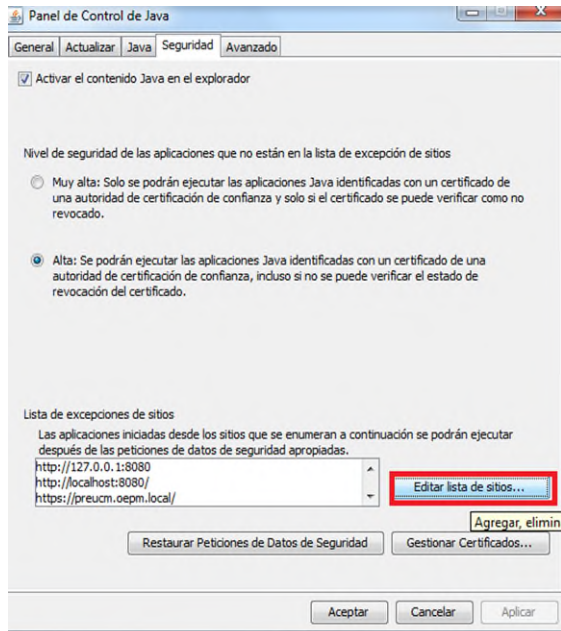 Panel de Control de Java
General Actualizar Java Seguridad Avanzado
Activar el contenido Java en el explorador
Nivel de seguridad de las aplicaciones que no están en la lista de excepción de sitios
Muy alta: Solo se podrán ejecutar las aplicaciones Java identificadas con un certificado de
una autoridad de certificación de confianza y solo si el certificado se puede verificar como no
revocado.
Alta: Se podrán ejecutar las aplicaciones Java identificadas con un certificado de una
autoridad de certificación de confianza, incluso si no se puede verificar el estado de
revocación del certificado.
Lista de excepciones de sitios
Las aplicaciones iniciadas desde los sitios que se enumeran a continuación se podrán ejecutar
después de las peticiones de datos de seguridad apropiadas.
http://127.0.0.1:8080
http://localhost:8080/
https://preucm.oepm.local/
Editar lista de sitios...
Agregar, elimin
Restaurar Peticiones de Datos de Seguridad Gestionar Certificados...
Aceptar Cancelar Aplicar